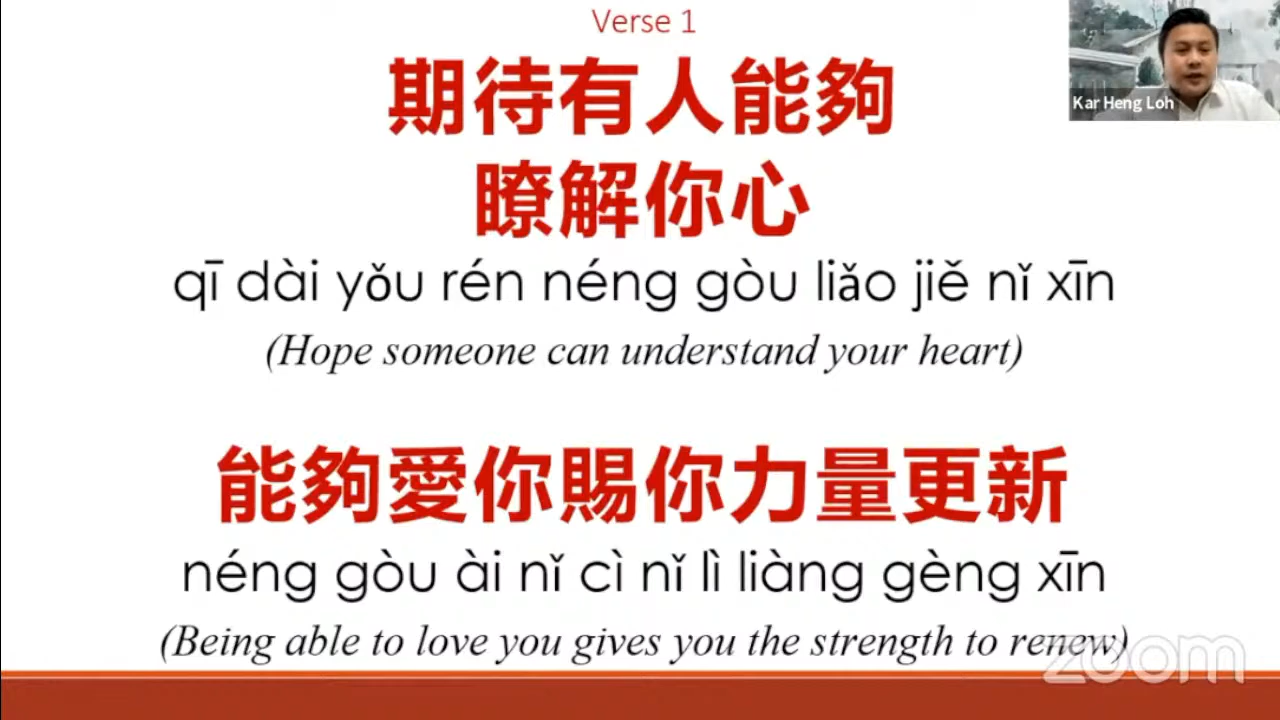 Verse 1
期待有人能夠
瞭解你心
qī dài yǒu rén néng gòu liǎo jiě nǐ xīn
(Hope someone can understand your heart)
能夠愛你賜你力量更新
néng gòu ài nǐ cì nǐ lì liàng gèng xīn
(Being able to love you gives you the strength to renew)
Kar Heng Loh
zoom